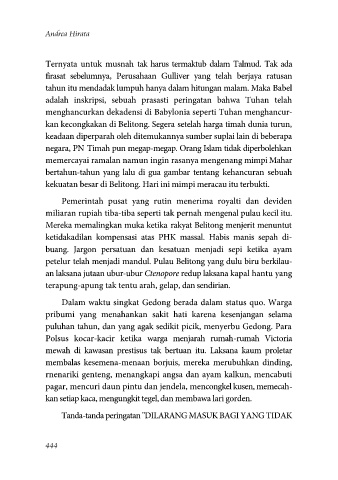 Andrea Hirata
Ternyata untuk musnah tak harus termaktub dalam Talmud. Tak ada
firasat sebelumnya, Perusahaan Gulliver yang telah berjaya ratusan
tahun itu mendadak lumpuh hanya dalam hitungan malam. Maka Babel
adalah inskripsi, sebuah prasasti peringatan bahwa Tuhan telah
menghancurkan dekadensi di Babylonia seperti Tuhan menghancur-
kan kecongkakan di Belitong. Segera setelah harga timah dunia turun,
keadaan diperparah oleh ditemukannya sumber suplai lain di beberapa
negara, PN Timah pun megap-megap. Orang Islam tidak diperbolehkan
memercayai ramalan namun ingin rasanya mengenang mimpi Mahar
bertahun-tahun yang lalu di gua gambar tentang kehancuran sebuah
kekuatan besar di Belitong. Hari ini mimpi meracau itu terbukti.
Pemerintah pusat yang rutin menerima royalti dan deviden
miliaran rupiah tiba-tiba seperti tak pernah mengenal pulau kecil itu.
Mereka memalingkan muka ketika rakyat Belitong menjerit menuntut
ketidakadilan kompensasi atas PHK massal. Habis manis sepah di-
buang. Jargon persatuan dan kesatuan menjadi sepi ketika ayam
petelur telah menjadi mandul. Pulau Belitong yang dulu biru berkilau-
an laksana jutaan ubur-ubur Ctenopore redup laksana kapal hantu yang
terapung-apung tak tentu arah, gelap, dan sendirian.
Dalam waktu singkat Gedong berada dalam status quo. Warga
pribumi yang menahankan sakit hati karena kesenjangan selama
puluhan tahun, dan yang agak sedikit picik, menyerbu Gedong. Para
Polsus kocar-kacir ketika warga menjarah rumah-rumah Victoria
mewah di kawasan prestisus tak bertuan itu. Laksana kaum proletar
membalas kesemena-menaan borjuis, mereka merubuhkan dinding,
rnenariki genteng, menangkapi angsa dan ayam kalkun, mencabuti
pagar, mencuri daun pintu dan jendela, mencongkel kusen, memecah-
kan setiap kaca, mengungkit tegel, dan membawa lari gorden.
Tanda-tanda peringatan "DILARANG MASUK BAGI YANG TIDAK
444